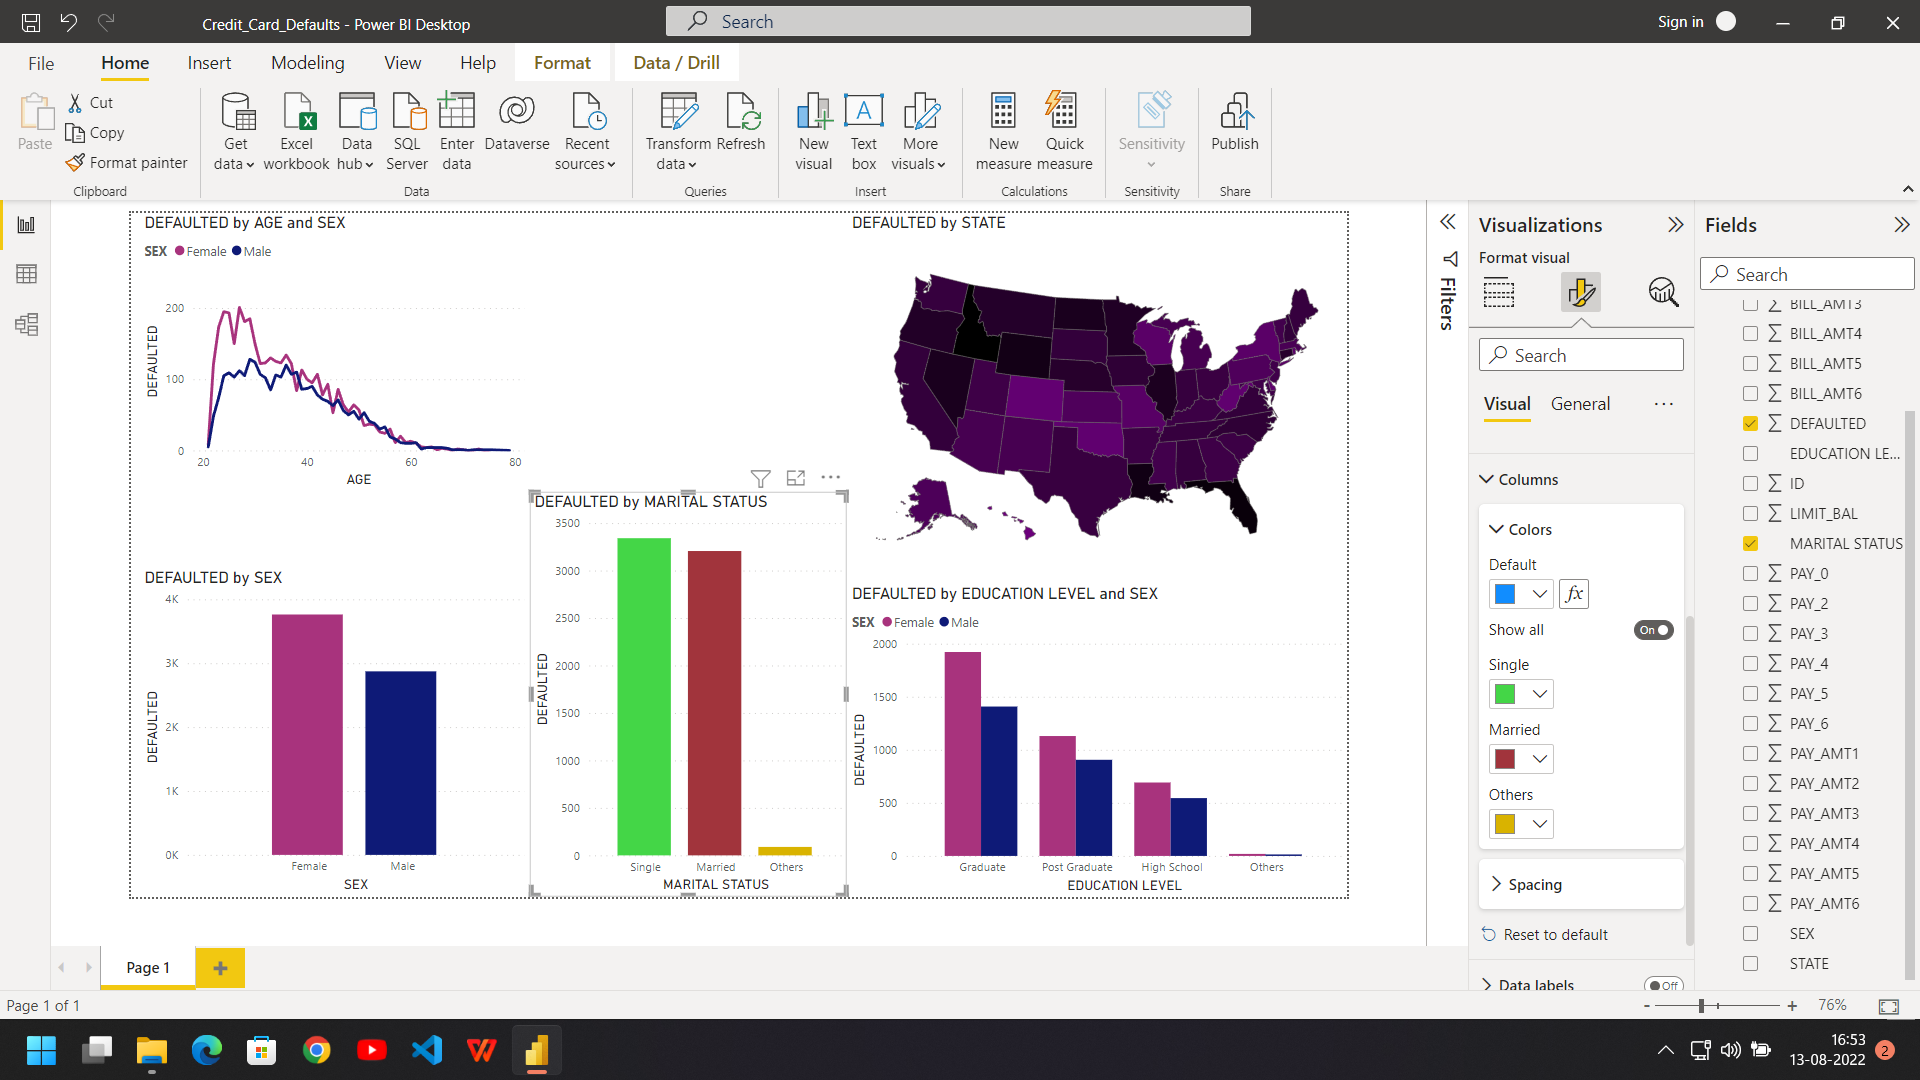 Credit_Card_Defaults - Power BI Desktop
Search
Sign in
File Home Insert Modeling View Help Format Data / Drill
Paste
Cut
Copy
Format painter
Clipboard
Get data
Excel workbook
Data hub
SQL Server
Enter data
Dataverse
Recent sources
Data
Transform data
Refresh
Queries
New visual
Text box
More visuals
Insert
New measure
Quick measure
Calculations
Sensitivity
Sensitivity
Publish
Share
DEFAULTED by AGE and SEX
SEX Female Male
200
100
0
DEFAULTED
20 40 60 80
AGE
DEFAULTED by STATE
DEFAULTED by SEX
4K
3K
2K
1K
0K
DEFAULTED
Female Male
SEX
DEFAULTED by MARITAL STATUS
3500
3000
2500
2000
1500
1000
500
0
DEFAULTED
Single Married Others
MARITAL STATUS
DEFAULTED by EDUCATION LEVEL and SEX
SEX Female Male
2000
1500
1000
500
0
DEFAULTED
Graduate Post Graduate High School Others
EDUCATION LEVEL
Filters
Visualizations
Format visual
Search
Visual General
Columns
Colors
Default
fx
Show all On
Single
Married
Others
Spacing
Reset to default
Data labels Off
Fields
Search
BILL_AMT3
BILL_AMT4
BILL_AMT5
BILL_AMT6
DEFAULTED
EDUCATION LE...
ID
LIMIT_BAL
MARITAL STATUS
PAY_0
PAY_2
PAY_3
PAY_4
PAY_5
PAY_6
PAY_AMT1
PAY_AMT2
PAY_AMT3
PAY_AMT4
PAY_AMT5
PAY_AMT6
SEX
STATE
Page 1
Page 1 of 1
- + 76%
16:53
13-08-2022
2